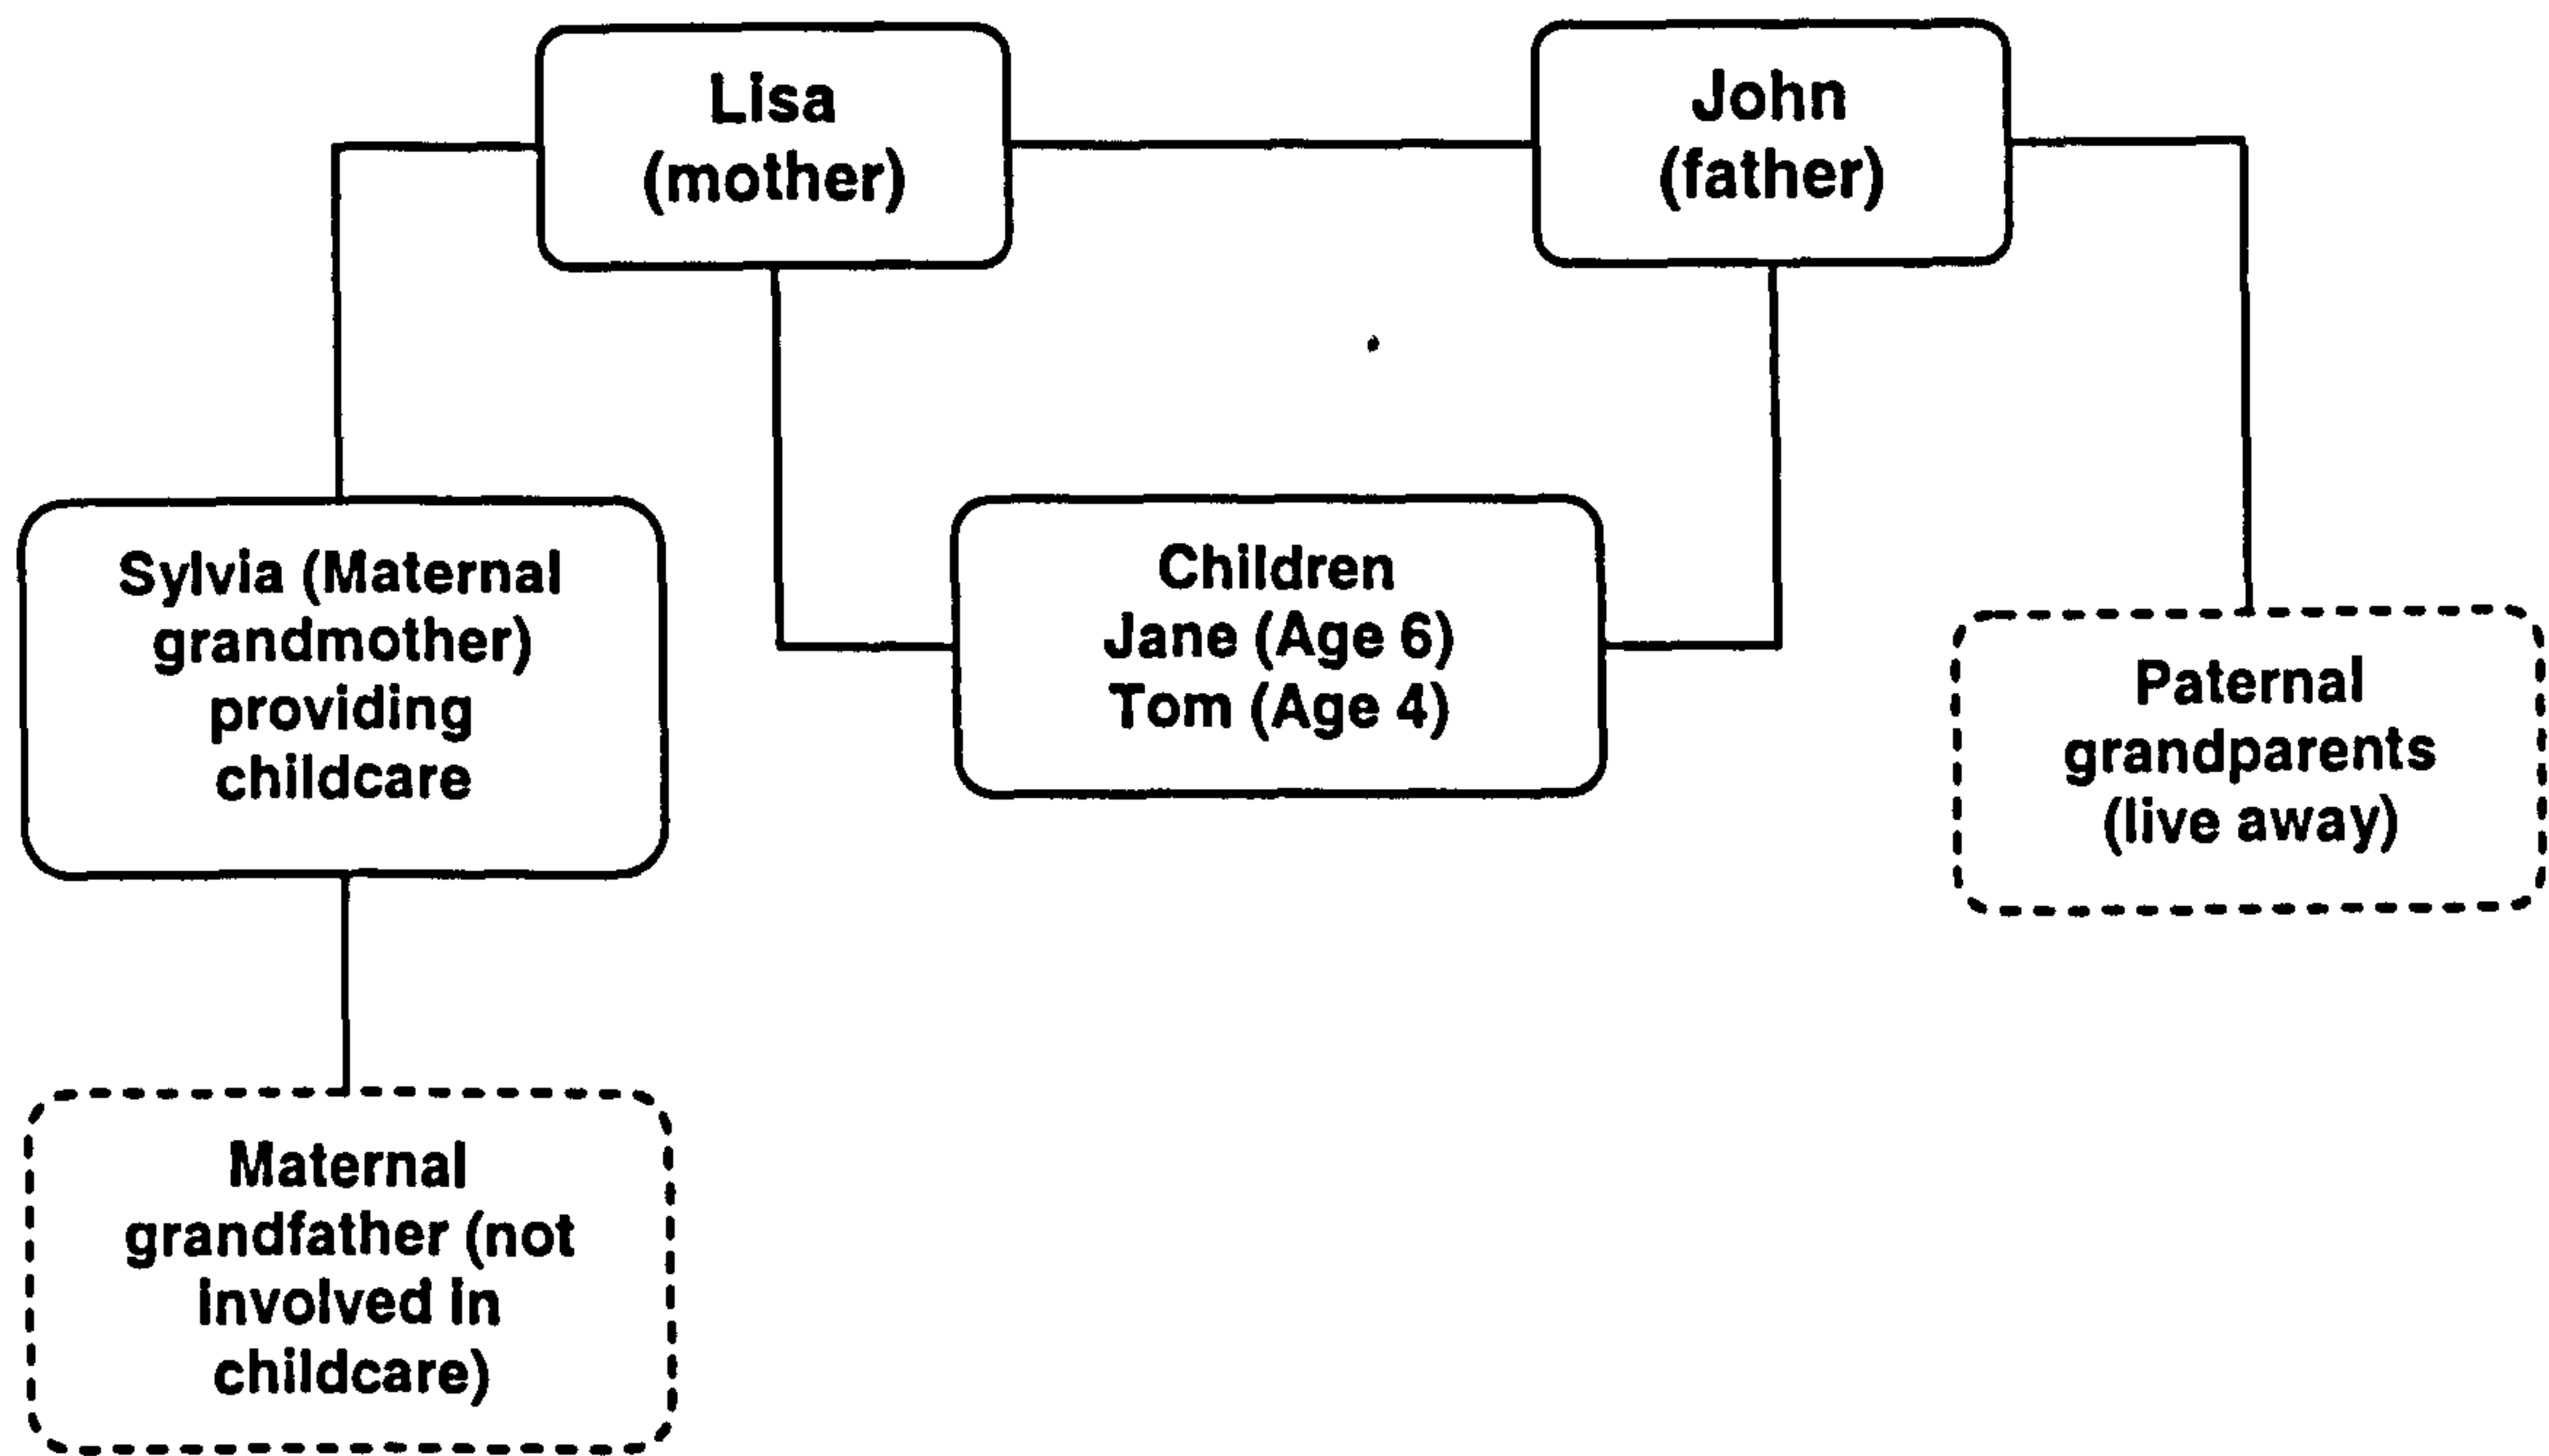 Lisa
(mother)
John
(father)
Sylvia (Maternal
grandmother)
providing
childcare
Children
Jane (Age 6)
Tom (Age 4)
Paternal
grandparents
(live away)
Maternal
grandfather (not
involved in
childcare)